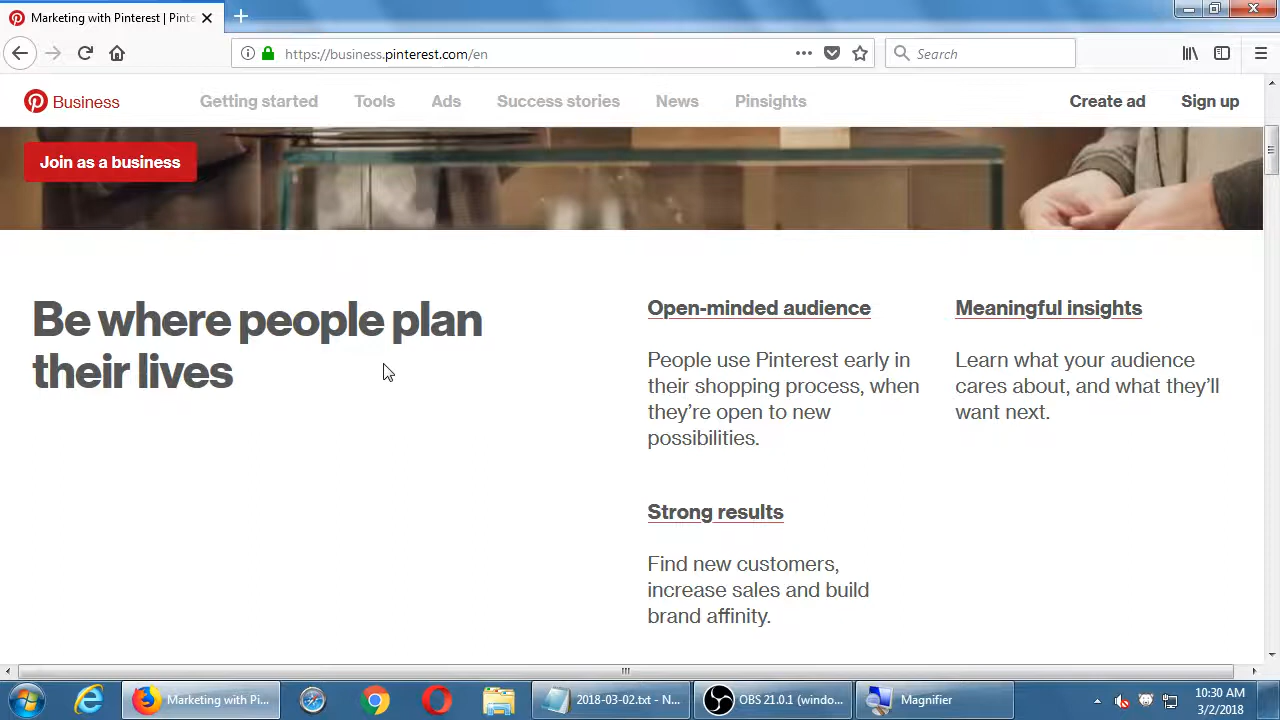 Marketing with Pinterest | Pinte
https://business.pinterest.com/en
Search
Business
Getting started
Tools
Ads
Success stories
News
Pinsights
Create ad
Sign up
Join as a business
Be where people plan
their lives
Open-minded audience
People use Pinterest early in
their shopping process, when
they’re open to new
possibilities.
Meaningful insights
Learn what your audience
cares about, and what they’ll
want next.
Strong results
Find new customers,
increase sales and build
brand affinity.
Marketing with Pi...
2018-03-02.txt - N...
OBS 21.0.1 (windo...
Magnifier
10:30 AM
3/2/2018